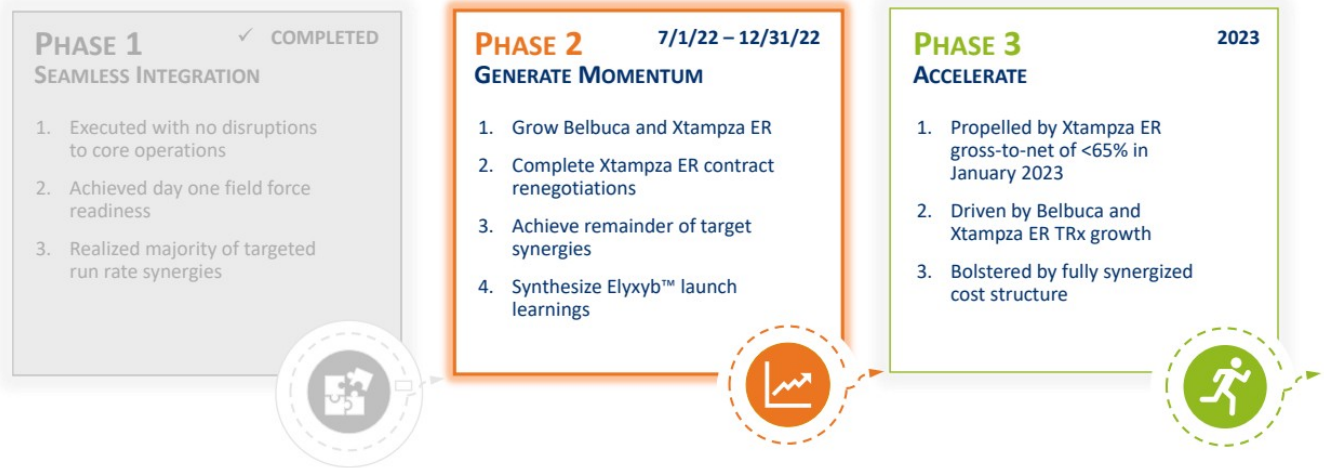 PHASE 1
✓ COMPLETED
SEAMLESS INTEGRATION
1. Executed with no disruptions
to core operations
2. Achieved day one field force
readiness
3. Realized majority of targeted
run rate synergies
PHASE 2
7/1/22 – 12/31/22
GENERATE MOMENTUM
1. Grow Belbuca and Xtampza ER
2. Complete Xtampza ER contract
renegotiations
3. Achieve remainder of target
synergies
4. Synthesize Elyxyb™ launch
learnings
PHASE 3
2023
ACCELERATE
1. Propelled by Xtampza ER
gross-to-net of <65% in
January 2023
2. Driven by Belbuca and
Xtampza ER TRx growth
3. Bolstered by fully synergized
cost structure